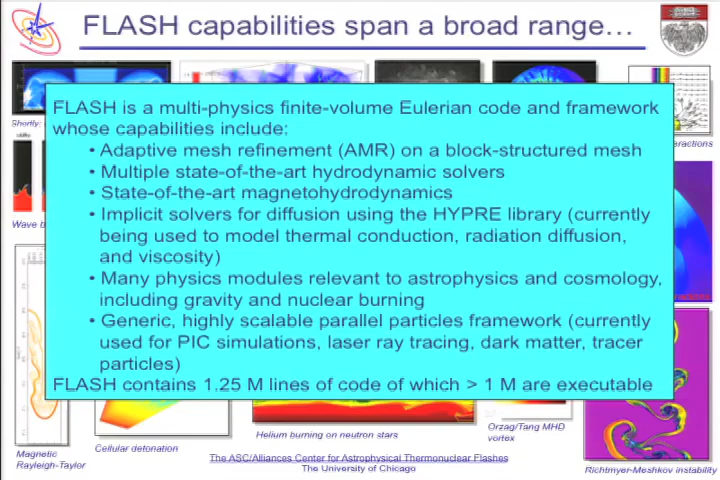 FLASH capabilities span a broad range…
FLASH is a multi-physics finite-volume Eulerian code and framework
whose capabilities include:
• Adaptive mesh refinement (AMR) on a block-structured mesh
• Multiple state-of-the-art hydrodynamic solvers
• State-of-the-art magnetohydrodynamics
• Implicit solvers for diffusion using the HYPRE library (currently
being used to model thermal conduction, radiation diffusion,
and viscosity)
• Many physics modules relevant to astrophysics and cosmology,
including gravity and nuclear burning
• Generic, highly scalable parallel particles framework (currently
used for PIC simulations, laser ray tracing, dark matter, tracer
particles)
FLASH contains 1.25 M lines of code of which > 1 M are executable
Shortly:
Wave
Magnetic
Rayleigh-Taylor
Cellular detonation
Helium burning on neutron stars
Orzag/Tang MHD
vortex
Richtmyer-Meshkov instability
The ASC/Alliances Center for Astrophysical Thermonuclear Flashes
The University of Chicago